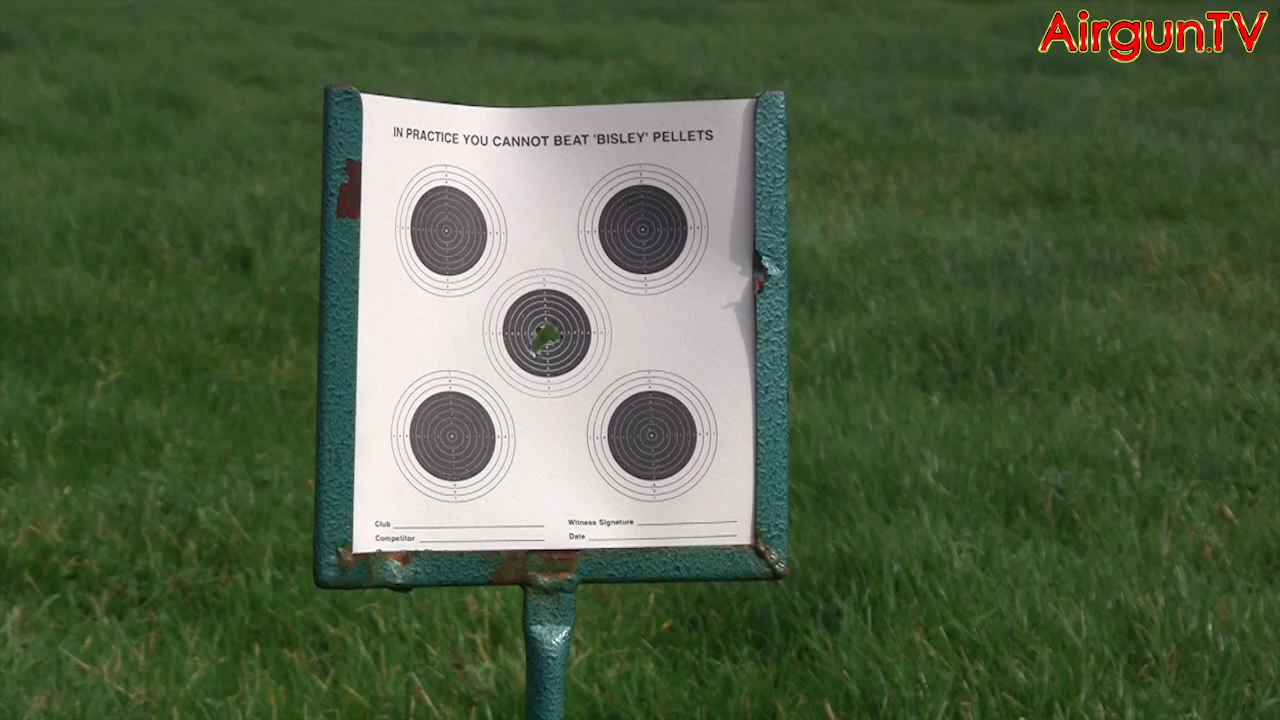 AirgunTV
IN PRACTICE YOU CANNOT BEAT 'BISLEY' PELLETS
Club
Witness Signature
Competitor
Date